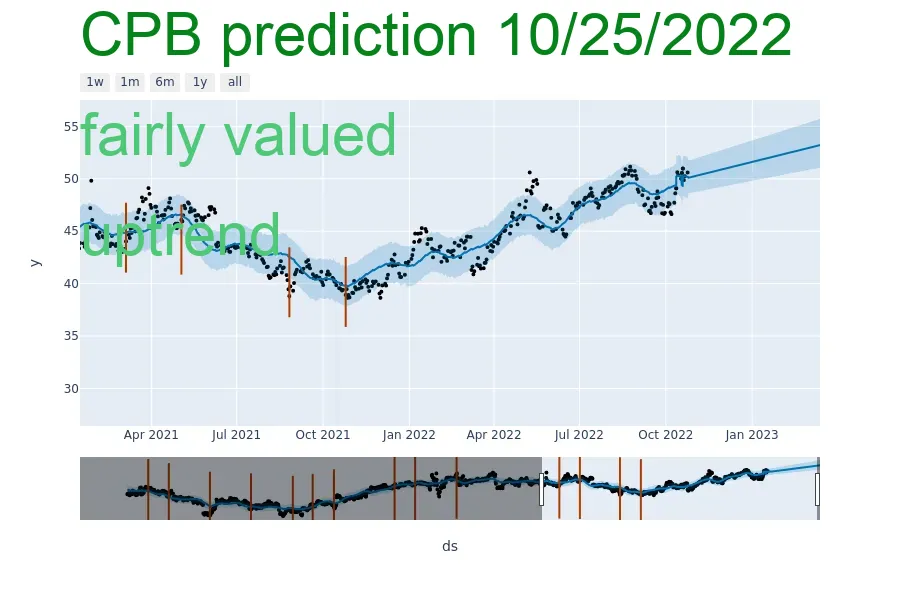 CPB prediction 10/25/2022
1w 1m 6m 1y all
fairly valued
uptrend
55
50
45
40
35
30
y
Apr 2021 Jul 2021 Oct 2021 Jan 2022 Apr 2022 Jul 2022 Oct 2022 Jan 2023
ds